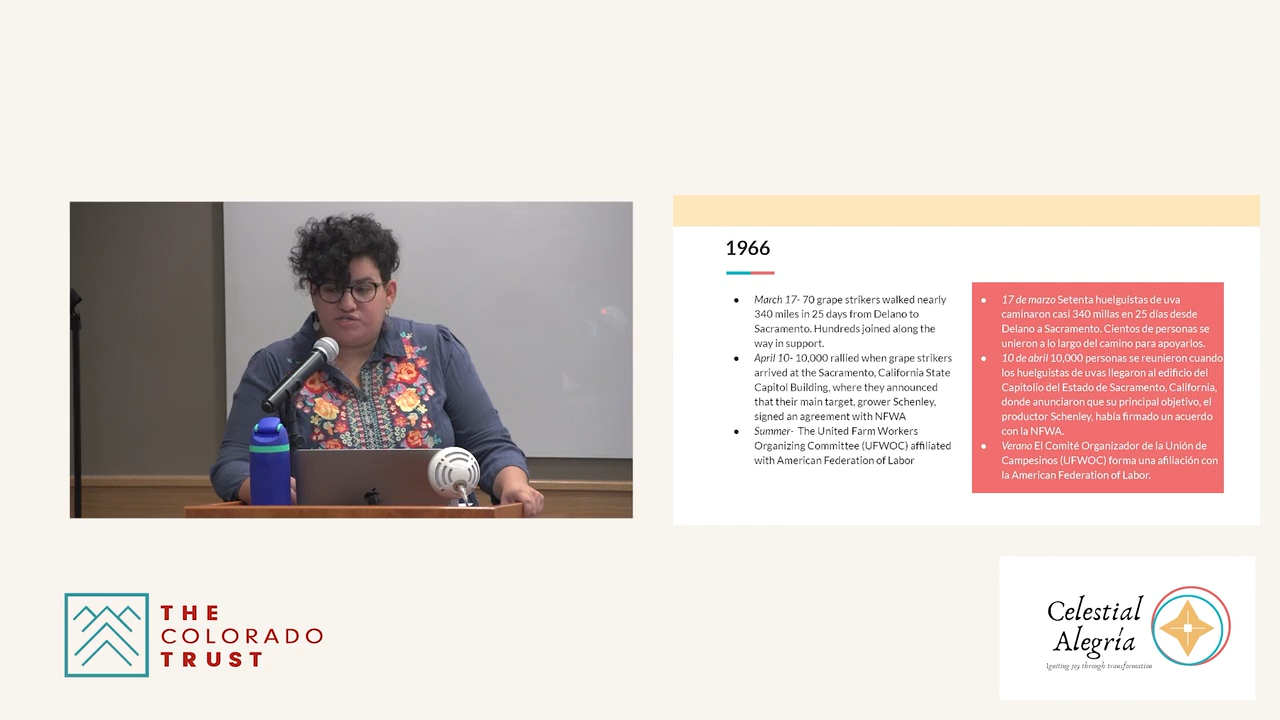 1966
● March 17- 70 grape strikers walked nearly
340 miles in 25 days from Delano to
Sacramento. Hundreds joined along the
way in support.
● April 10- 10,000 rallied when grape strikers
arrived at the Sacramento, California State
Capitol Building, where they announced
that their main target, grower Schenley,
signed an agreement with NFWA
● Summer- The United Farm Workers
Organizing Committee (UFWOC) affiliated
with American Federation of Labor
● 17 de marzo Setenta huelguistas de uva
caminaron casi 340 millas en 25 días desde
Delano a Sacramento. Cientos de personas se
unieron a lo largo del camino para apoyarlos.
● 10 de abril 10,000 personas se reunieron cuando
los huelguistas de uvas llegaron al edificio del
Capitolio del Estado de Sacramento, California,
donde anunciaron que su principal objetivo, el
productor Schenley, había firmado un acuerdo
con la NFWA.
● Verano El Comité Organizador de la Unión de
Campesinos (UFWOC) forma una afiliación con
la American Federation of Labor.
THE
COLORADO
TRUST
Celestial
Alegría
Igniting joy through transformation